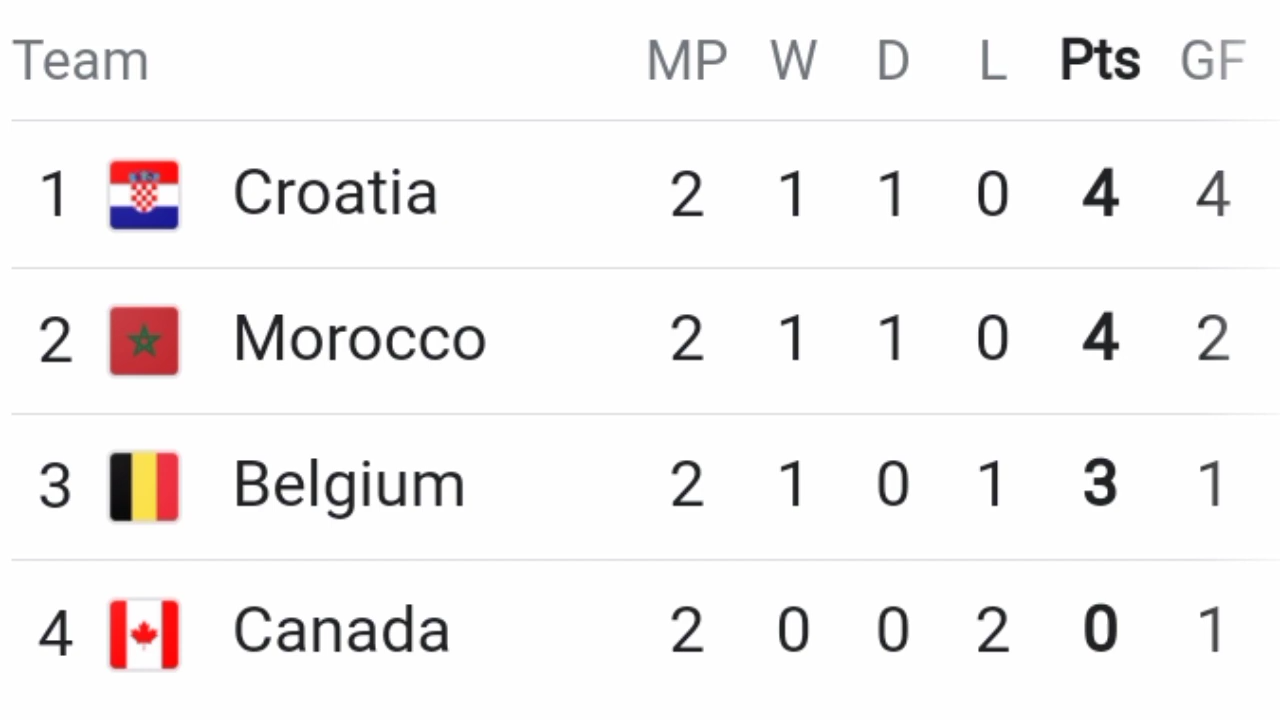 Team MP W D L Pts GF
1 Croatia 2 1 1 0 4 4
2 Morocco 2 1 1 0 4 2
3 Belgium 2 1 0 1 3 1
4 Canada 2 0 0 2 0 1